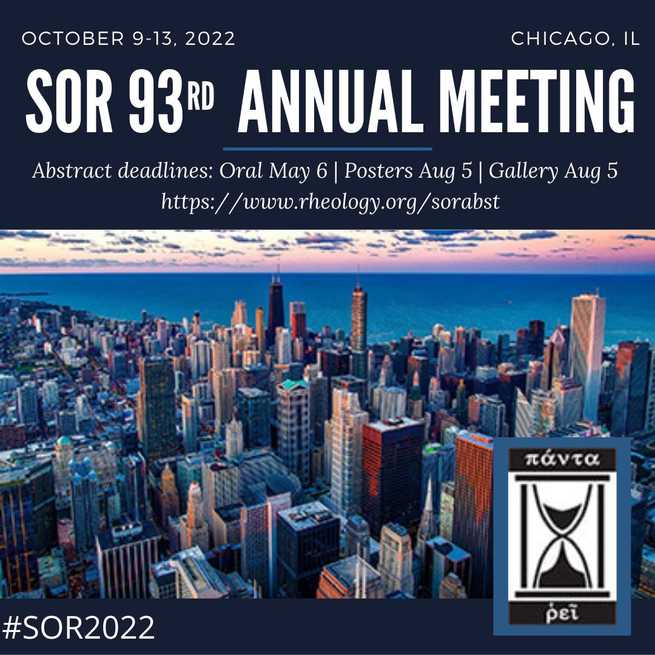 OCTOBER 9-13, 2022
CHICAGO, IL
SOR 93RD ANNUAL MEETING
Abstract deadlines: Oral May 6 | Posters Aug 5 | Gallery Aug 5
https://www.rheology.org/sorabst
πάντα
ῥεῖ
#SOR2022